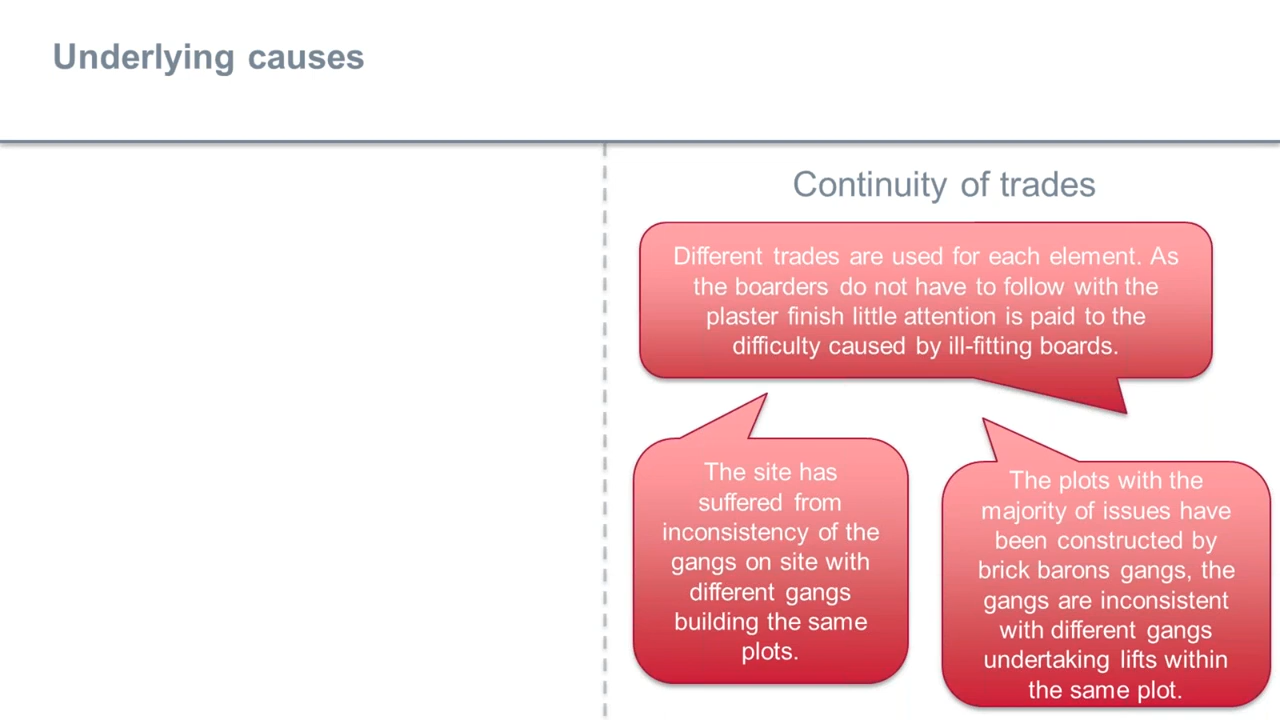 Underlying causes
Continuity of trades
Different trades are used for each element. As
the boarders do not have to follow with the
plaster finish little attention is paid to the
difficulty caused by ill-fitting boards.
The site has
suffered from
inconsistency of the
gangs on site with
different gangs
building the same
plots.
The plots with the
majority of issues have
been constructed by
brick barons gangs, the
gangs are inconsistent
with different gangs
undertaking lifts within
the same plot.